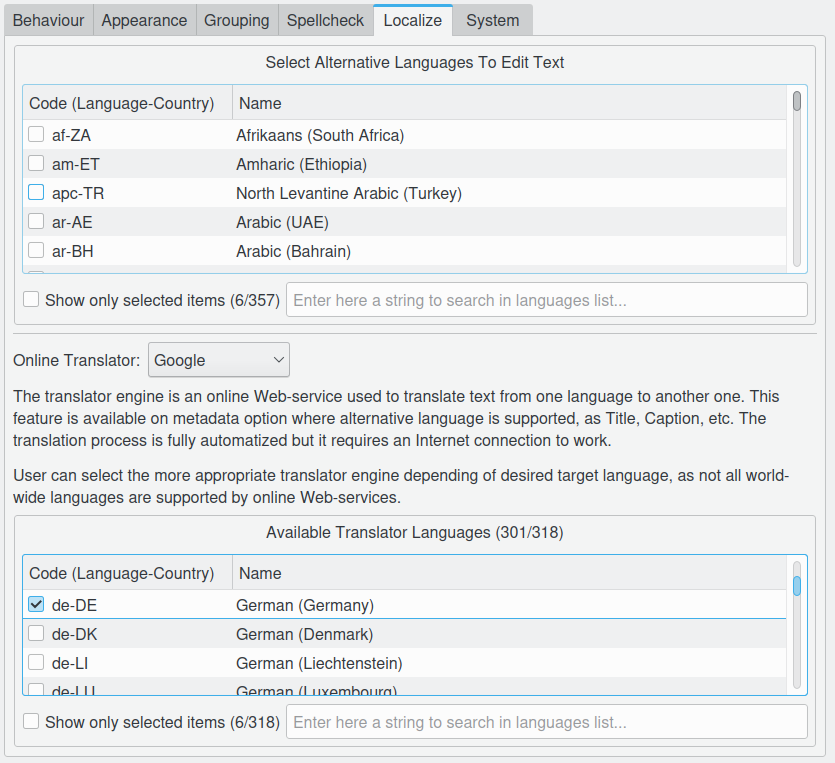 Behaviour Appearance Grouping Spellcheck Localize System
Select Alternative Languages To Edit Text
Code (Language-Country) Name
af-ZA Afrikaans (South Africa)
am-ET Amharic (Ethiopia)
apc-TR North Levantine Arabic (Turkey)
ar-AE Arabic (UAE)
ar-BH Arabic (Bahrain)
Show only selected items (6/357) Enter here a string to search in languages list...
Online Translator: Google
The translator engine is an online Web-service used to translate text from one language to another one. This
feature is available on metadata option where alternative language is supported, as Title, Caption, etc. The
translation process is fully automatized but it requires an Internet connection to work.
User can select the more appropriate translator engine depending of desired target language, as not all world-
wide languages are supported by online Web-services.
Available Translator Languages (301/318)
Code (Language-Country) Name
de-DE German (Germany)
de-DK German (Denmark)
de-LI German (Liechtenstein)
de-LU German (Luxembourg)
Show only selected items (6/318) Enter here a string to search in languages list...